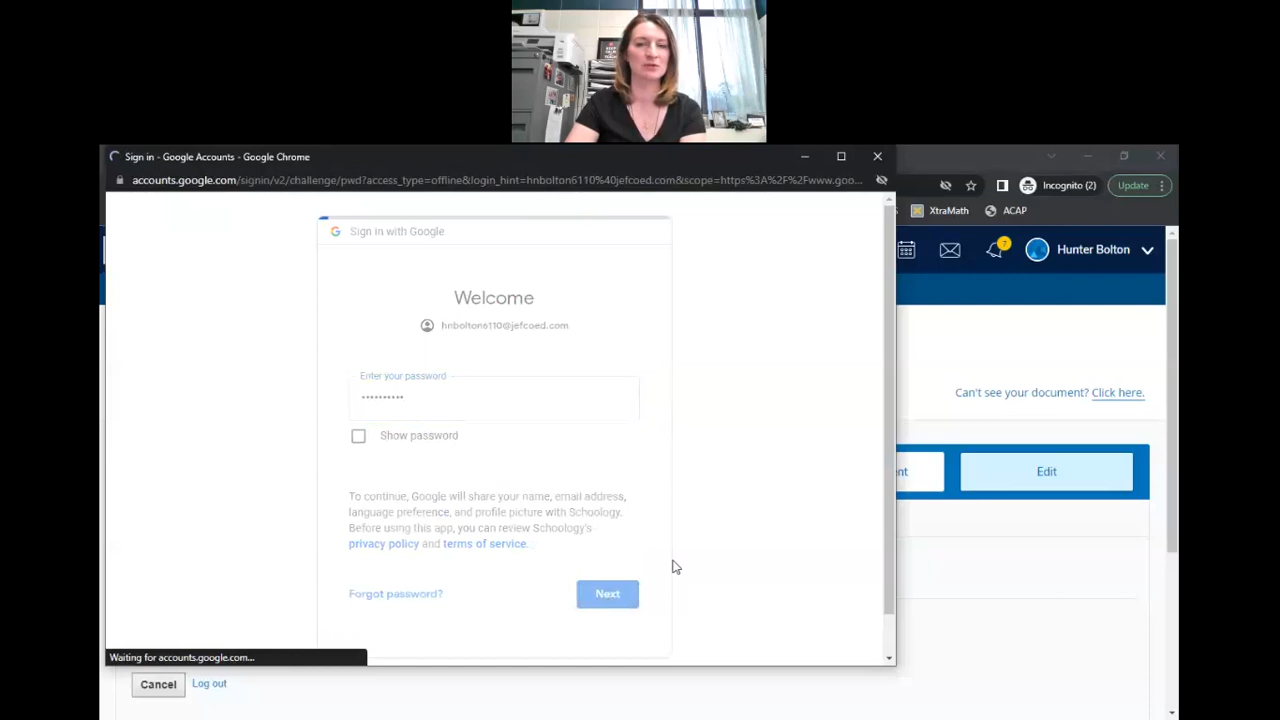 Sign in - Google Accounts - Google Chrome
accounts.google.com/signin/v2/challenge/pwd?access_type=offline&login_hint=hnbolton6110%40jefcoed.com&scope=https%3A%2F%2Fwww.goo...
Incognito (2)
Update
XtraMath
ACAP
Sign in with Google
7
Hunter Bolton
Welcome
hnbolton6110@jefcoed.com
Enter your password
••••••••••
Can't see your document? Click here.
Show password
Edit
To continue, Google will share your name, email address,
language preference, and profile picture with Schoology.
Before using this app, you can review Schoology's
privacy policy and terms of service.
Forgot password?
Next
Waiting for accounts.google.com...
Cancel
Log out